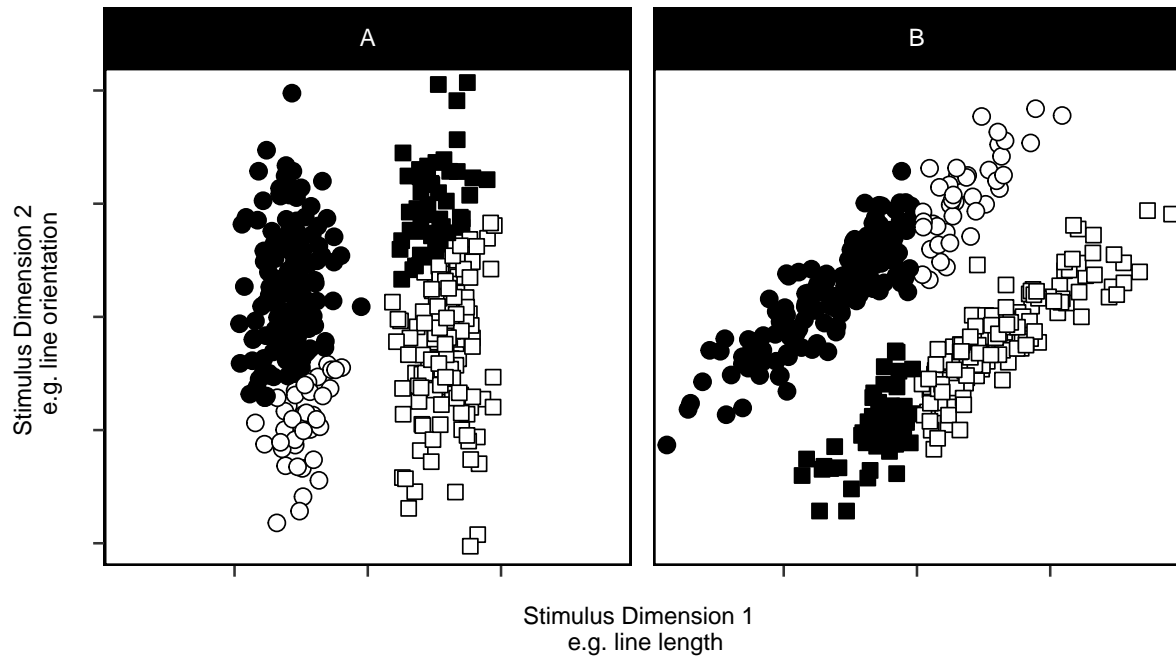 A
B
Stimulus Dimension 2
e.g. line orientation
Stimulus Dimension 1
e.g. line length